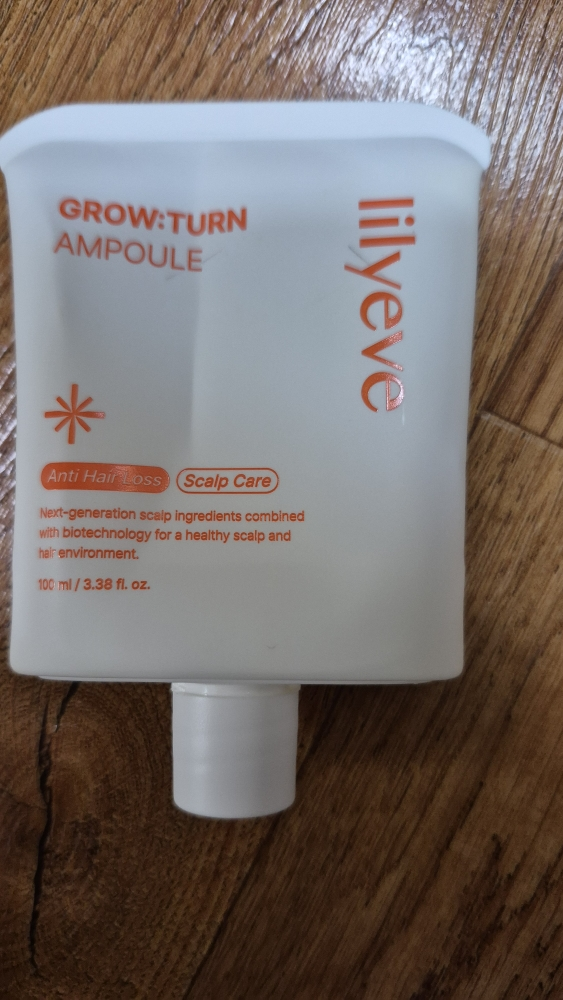 GROW:TURN
AMPOULE
lilyeve
Anti Hair Loss
Scalp Care
Next-generation scalp ingredients combined
with biotechnology for a healthy scalp and
hair environment.
100 ml / 3.38 fl. oz.